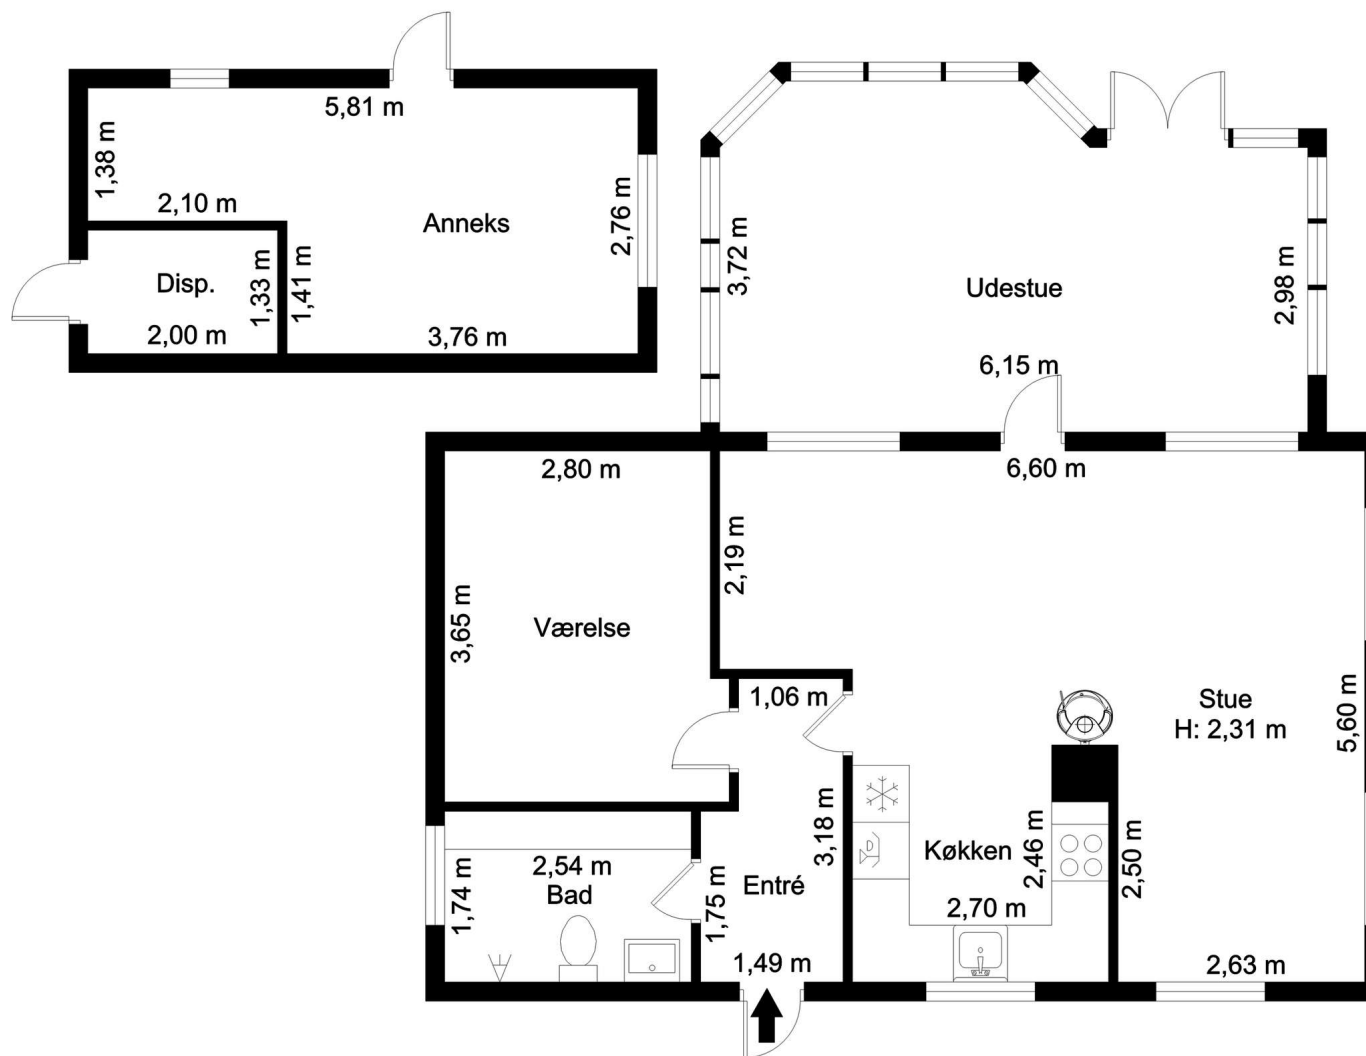 5,81 m
1,38 m
2,10 m
Anneks
2,76 m
Disp.
1,33 m
1,41 m
2,00 m
3,76 m
3,72 m
Udestue
2,98 m
6,15 m
2,80 m
6,60 m
2,19 m
3,65 m
Værelse
1,06 m
Stue
H: 2,31 m
5,60 m
3,18 m
Køkken
2,46 m
2,50 m
2,70 m
2,54 m
Bad
1,74 m
1,75 m
Entré
1,49 m
2,63 m